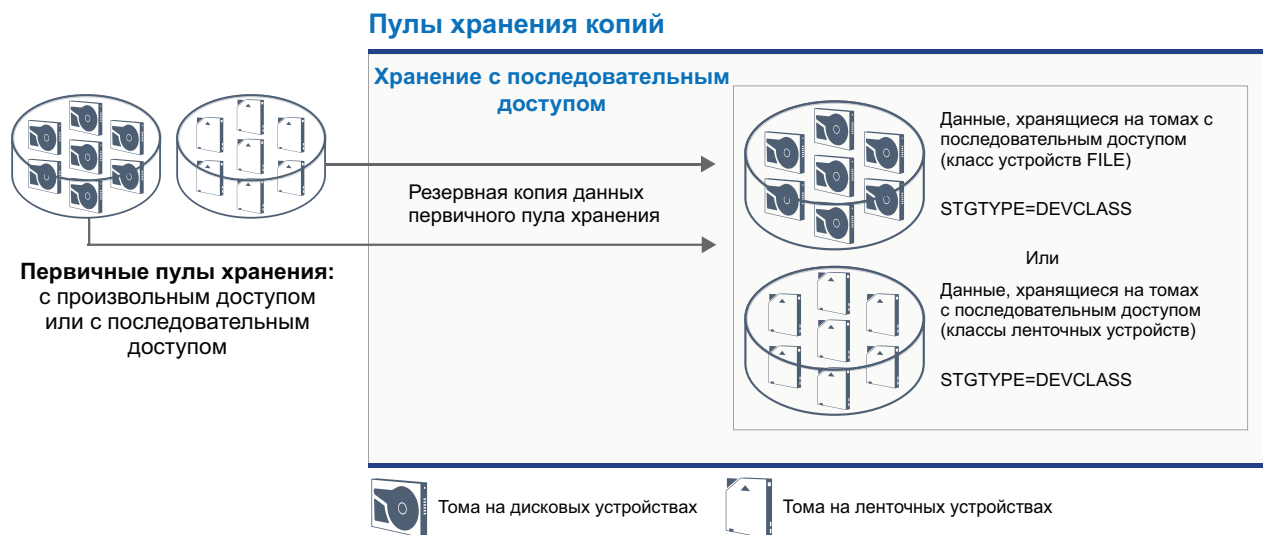 Пулы хранения копий
Хранение с последовательным
доступом
Данные, хранящиеся на томах с
последовательным доступом
(класс устройств FILE)
STGTYPE=DEVCLASS
Или
Данные, хранящиеся на томах
с последовательным доступом
(классы ленточных устройств)
STGTYPE=DEVCLASS
Резервная копия данных
первичного пула хранения
Первичные пулы хранения:
с произвольным доступом
или с последовательным
доступом
Тома на дисковых устройствах
Тома на ленточных устройствах